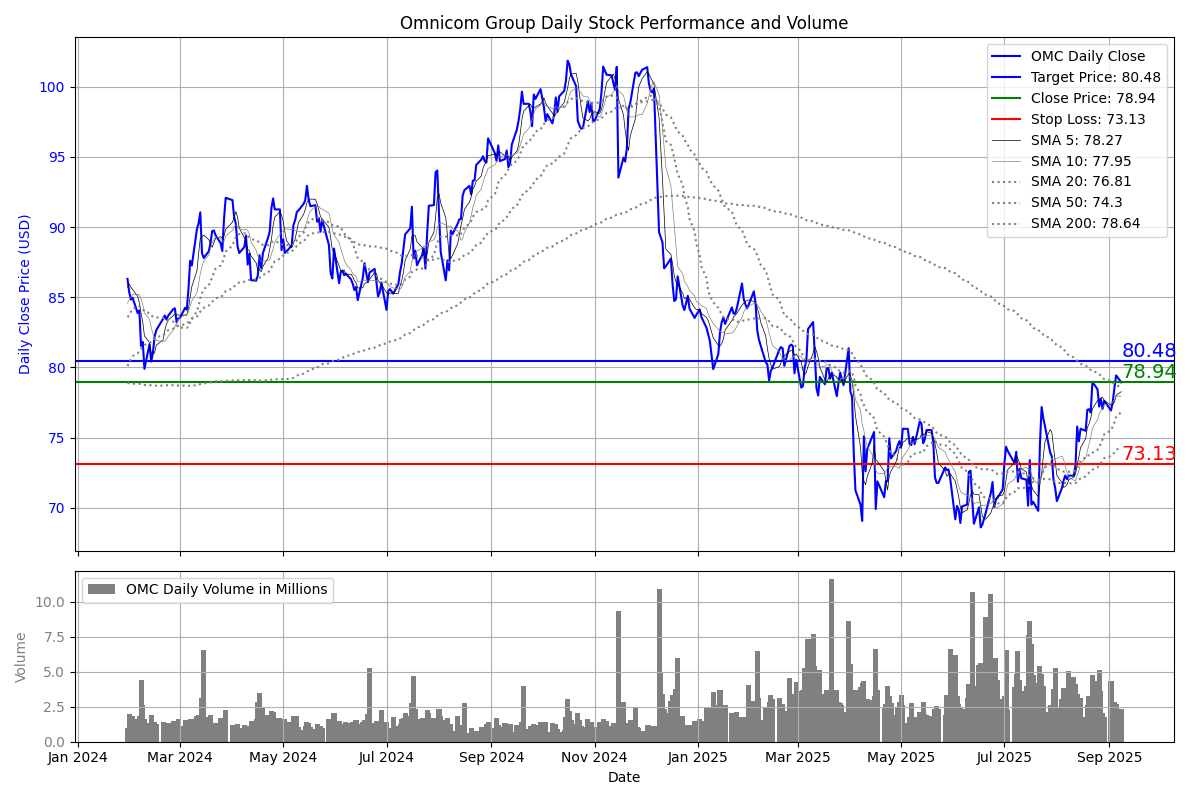 Omnicom Group Daily Stock Performance and Volume
Daily Close Price (USD)
100
95
90
85
80
75
70
OMC Daily Close
Target Price: 80.48
Close Price: 78.94
Stop Loss: 73.13
SMA 5: 78.27
SMA 10: 77.95
SMA 20: 76.81
SMA 50: 74.3
SMA 200: 78.64
80.48
78.94
73.13
OMC Daily Volume in Millions
Volume
10.0
7.5
5.0
2.5
0.0
Jan 2024
Mar 2024
May 2024
Jul 2024
Sep 2024
Nov 2024
Jan 2025
Mar 2025
May 2025
Jul 2025
Sep 2025
Date